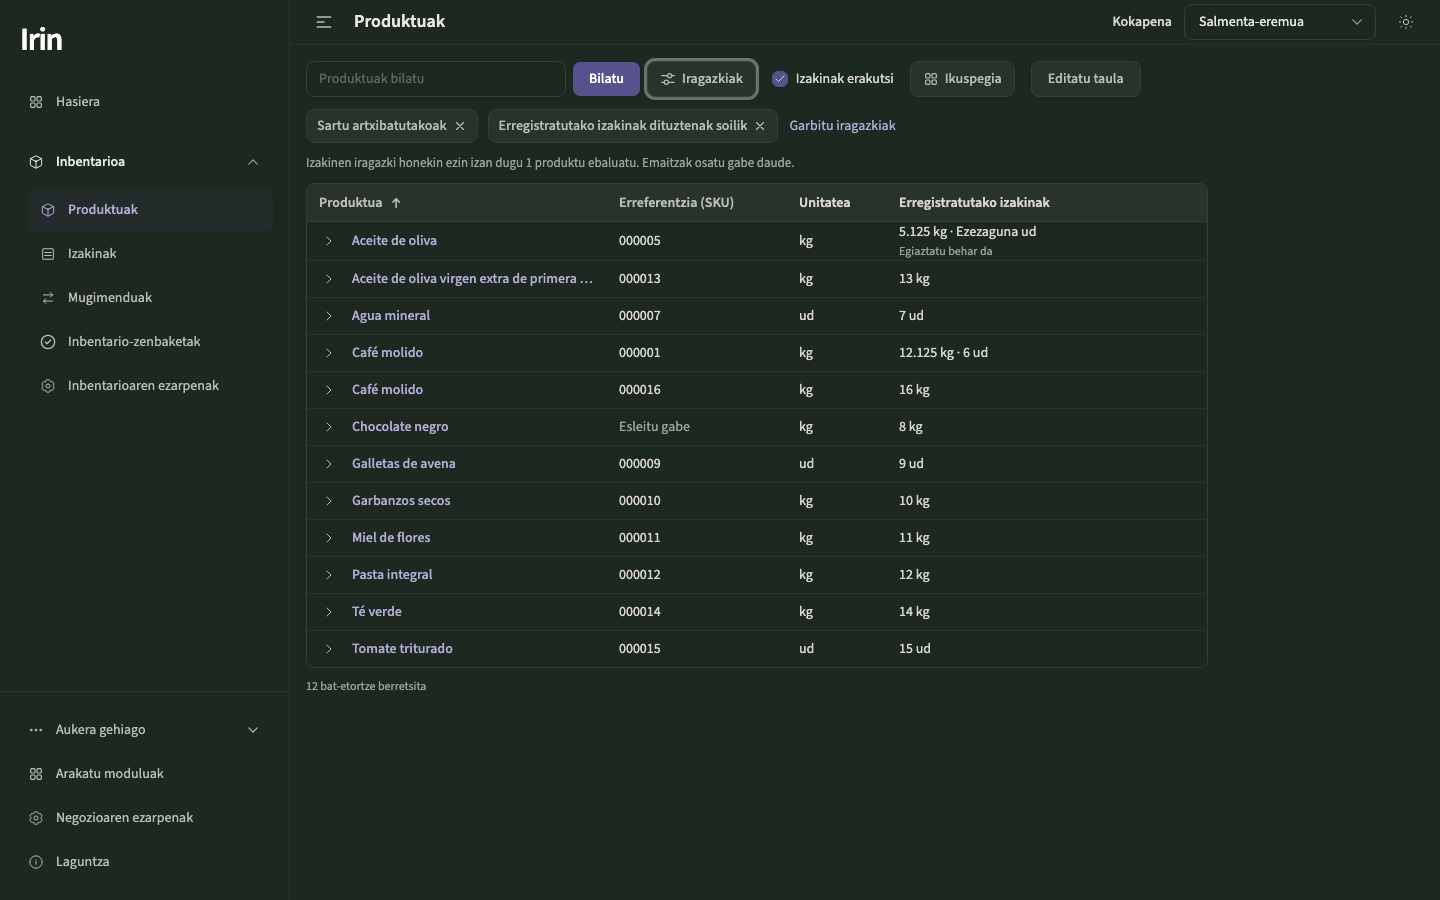 Irin
Hasiera
Inbentarioa
Produktuak
Izakinak
Mugimenduak
Inbentario-zenbaketak
Inbentarioaren ezarpenak
Aukera gehiago
Arakatu moduluak
Negozioaren ezarpenak
Laguntza
Produktuak
Kokapena Salmenta-eremua
Produktuak bilatu Bilatu Iragazkiak Izakinak erakutsi Ikuspegia Editatu taula
Sartu artxibatutakoak Erregistratutako izakinak dituztenak soilik Garbitu iragazkiak
Izakinen iragazki honekin ezin izan dugu 1 produktu ebaluatu. Emaitzak osatu gabe daude.
Produktua Erreferentzia (SKU) Unitatea Erregistratutako izakinak
Aceite de oliva 000005 kg 5.125 kg · Ezezaguna ud
Egiaztatu behar da
Aceite de oliva virgen extra de primera ... 000013 kg 13 kg
Agua mineral 000007 ud 7 ud
Café molido 000001 kg 12.125 kg · 6 ud
Café molido 000016 kg 16 kg
Chocolate negro Esleitu gabe kg 8 kg
Galletas de avena 000009 ud 9 ud
Garbanzos secos 000010 kg 10 kg
Miel de flores 000011 kg 11 kg
Pasta integral 000012 kg 12 kg
Té verde 000014 kg 14 kg
Tomate triturado 000015 ud 15 ud
12 bat-etortze berretsita